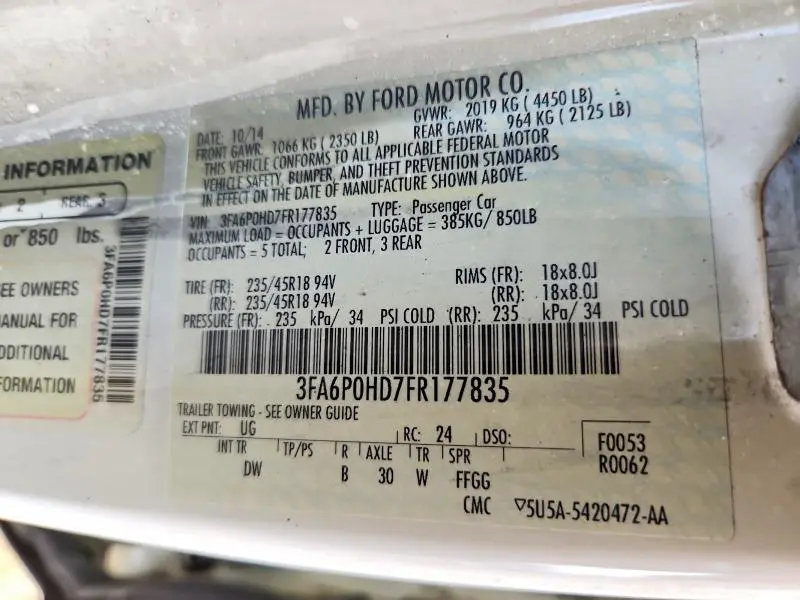 MFD. BY FORD MOTOR CO.
DATE: 10/14 GVWR: 2019 KG ( 4450 LB)
FRONT GAWR: 1066 KG ( 2350 LB) REAR GAWR: 964 KG ( 2125 LB)
THIS VEHICLE CONFORMS TO ALL APPLICABLE FEDERAL MOTOR
VEHICLE SAFETY, BUMPER, AND THEFT PREVENTION STANDARDS
IN EFFECT ON THE DATE OF MANUFACTURE SHOWN ABOVE.
VIN: 3FA6P0HD7FR177835 TYPE: Passenger Car
MAXIMUM LOAD = OCCUPANTS + LUGGAGE = 385KG/ 850LB
OCCUPANTS = 5 TOTAL; 2 FRONT, 3 REAR
TIRE (FR): 235/45R18 94V RIMS (FR): 18x8.0J
(RR): 235/45R18 94V (RR): 18x8.0J
PRESSURE (FR): 235 kPa/ 34 PSI COLD (RR): 235 kPa/ 34 PSI COLD
3FA6P0HD7FR177835
TRAILER TOWING - SEE OWNER GUIDE
EXT PNT: UG RC: 24 DSO: F0053
INT TR TP/PS R AXLE TR SPR R0062
DW B 30 W FFGG
CMC ▽5U5A-5420472-AA
INFORMATION
2 REAR 3
or 850 lbs.
SEE OWNERS
MANUAL FOR
ADDITIONAL
INFORMATION
3FA6P0HD7FR177835